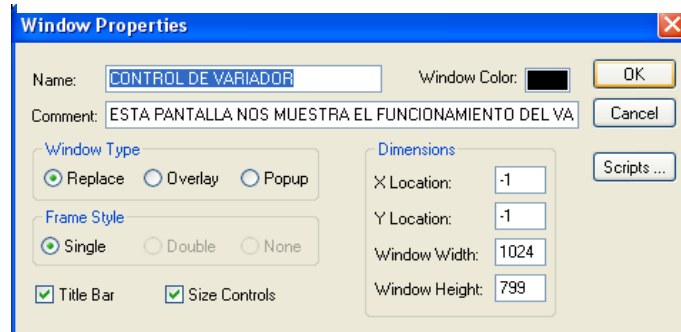 Window Properties
Name: CONTROL DE VARIADOR Window Color: OK
Comment: ESTA PANTALLA NOS MUESTRA EL FUNCIONAMIENTO DEL VA Cancel
Window Type Dimensions Scripts ...
Replace Overlay Popup X Location: -1
Frame Style Y Location: -1
Single Double None Window Width: 1024
Title Bar Size Controls Window Height: 799